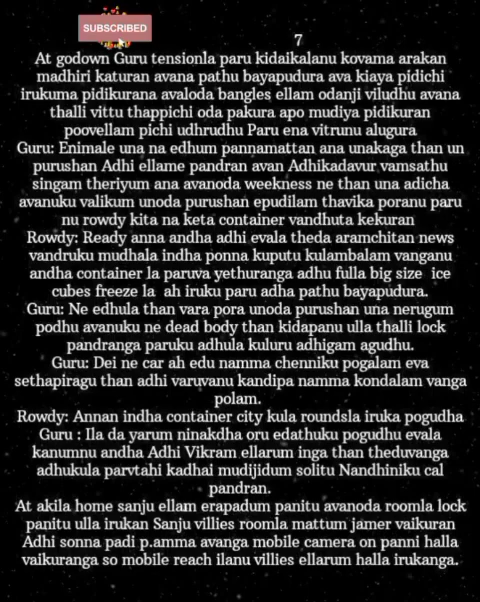 SUBSCRIBED
7
At godown Guru tensionla paru kidaikalanu kovama arakan
madhiri katuran avana pathu bayapudura ava kiaya pidichi
irukuma pidikurana avaloda bangles ellam odanji viludhu avana
thalli vittu thappichi oda pakura apo mudiya pidikuran
poovellam pichi udhrudhu Paru ena vitrunu alugura
Guru: Enimale una na edhum pannamattan ana unakaga than un
purushan Adhi ellame pandran avan Adhikadavur vamsathu
singam theriyum ana avanoda weekness ne than una adicha
avanuku valikum unoda purushan epudilam thavika poranu paru
nu rowdy kita na keta container vandhuta kekuran
Rowdy: Ready anna andha adhi evala theda aramchitan news
vandruku mudhala indha ponna kuputu kulambalam vanganu
andha container la paruva yethuranga adhu fulla big size ice
cubes freeze la ah iruku paru adha pathu bayapudura.
Guru: Ne edhula than vara pora unoda purushan una nerugum
podhu avanuku ne dead body than kidapanu ulla thalli lock
pandranga paruku adhula kuluru adhigam agudhu.
Guru: Dei ne car ah edu namma chenniku pogalam eva
sethapiragu than adhi varuvanu kandipa namma kondalam vanga
polam.
Rowdy: Annan indha container city kula roundsla iruka pogudha
Guru : Ila da yarum ninakdha oru edathuku pogudhu evala
kanumnu andha Adhi Vikram ellarum inga than theduvanga
adhukula parvtahi kadhai mudijidum solitu Nandhiniku cal
pandran.
At akila home sanju ellam erapadum panitu avanoda roomla lock
panitu ulla irukan Sanju villies roomla mattum jamer vaikuran
Adhi sonna padi p.amma avanga mobile camera on panni halla
vaikuranga so mobile reach ilanu villies ellarum halla irukanga.